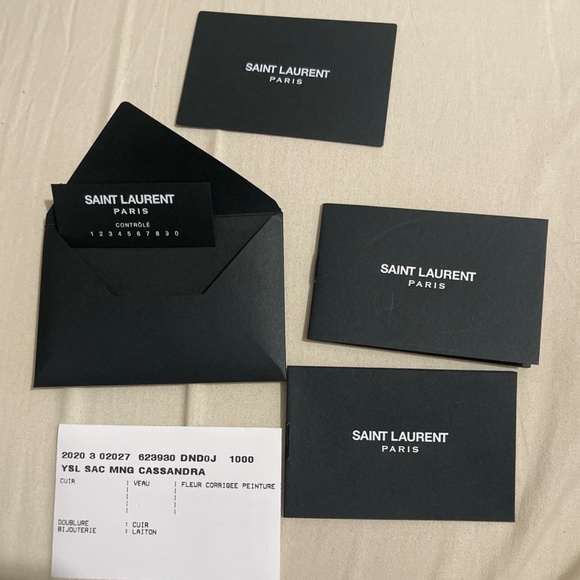 SAINT LAURENT
PARIS
SAINT LAURENT
PARIS
CONTRÔLÉ
1 2 3 4 5 6 7 8 9 0
SAINT LAURENT
PARIS
SAINT LAURENT
PARIS
2020 3 02027 623930 DND0J 1000
YSL SAC MNG CASSANDRA
CUIR | VEAU | FLEUR CORRIGEE PEINTURE
DOUBLURE : CUIR
BIJOUTERIE : LAITON